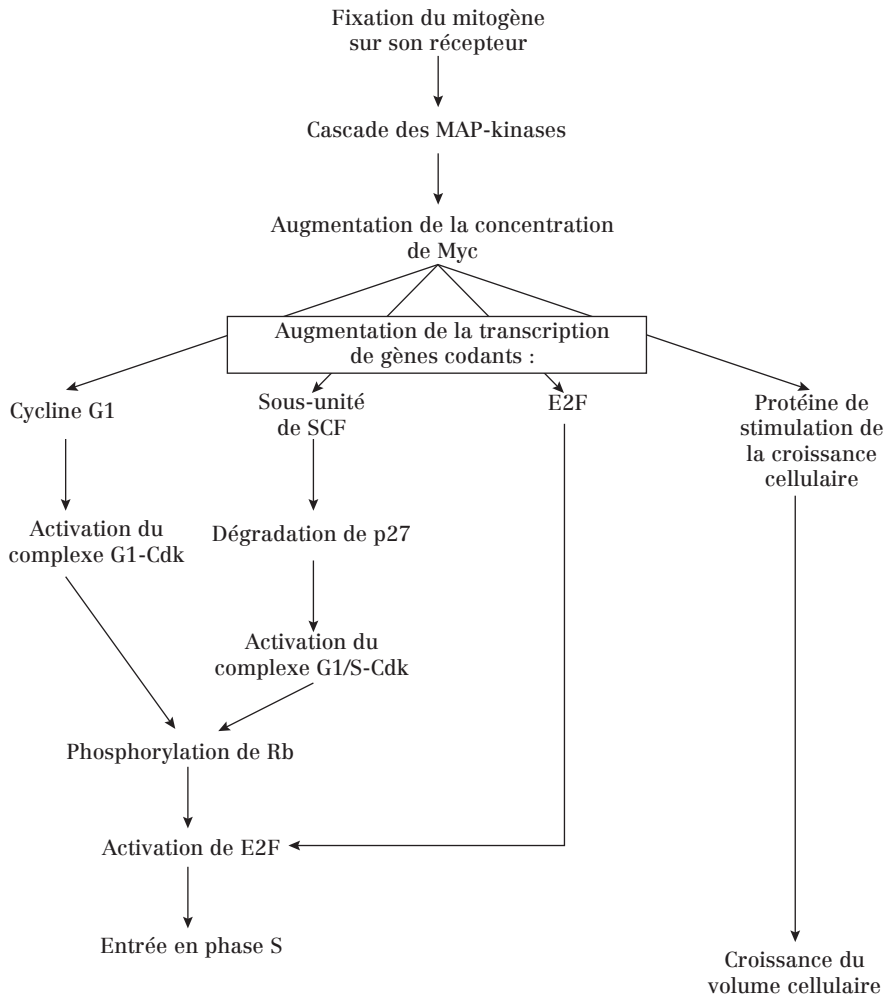 Fixation du mitogène
sur son récepteur
Cascade des MAP-kinases
Augmentation de la concentration
de Myc
Augmentation de la transcription
de gènes codants :
Cycline G1
Sous-unité
de SCF
E2F
Protéine de
stimulation de
la croissance
cellulaire
Activation du
complexe G1-Cdk
Dégradation de p27
Activation du
complexe G1/S-Cdk
Phosphorylation de Rb
Activation de E2F
Entrée en phase S
Croissance du
volume cellulaire